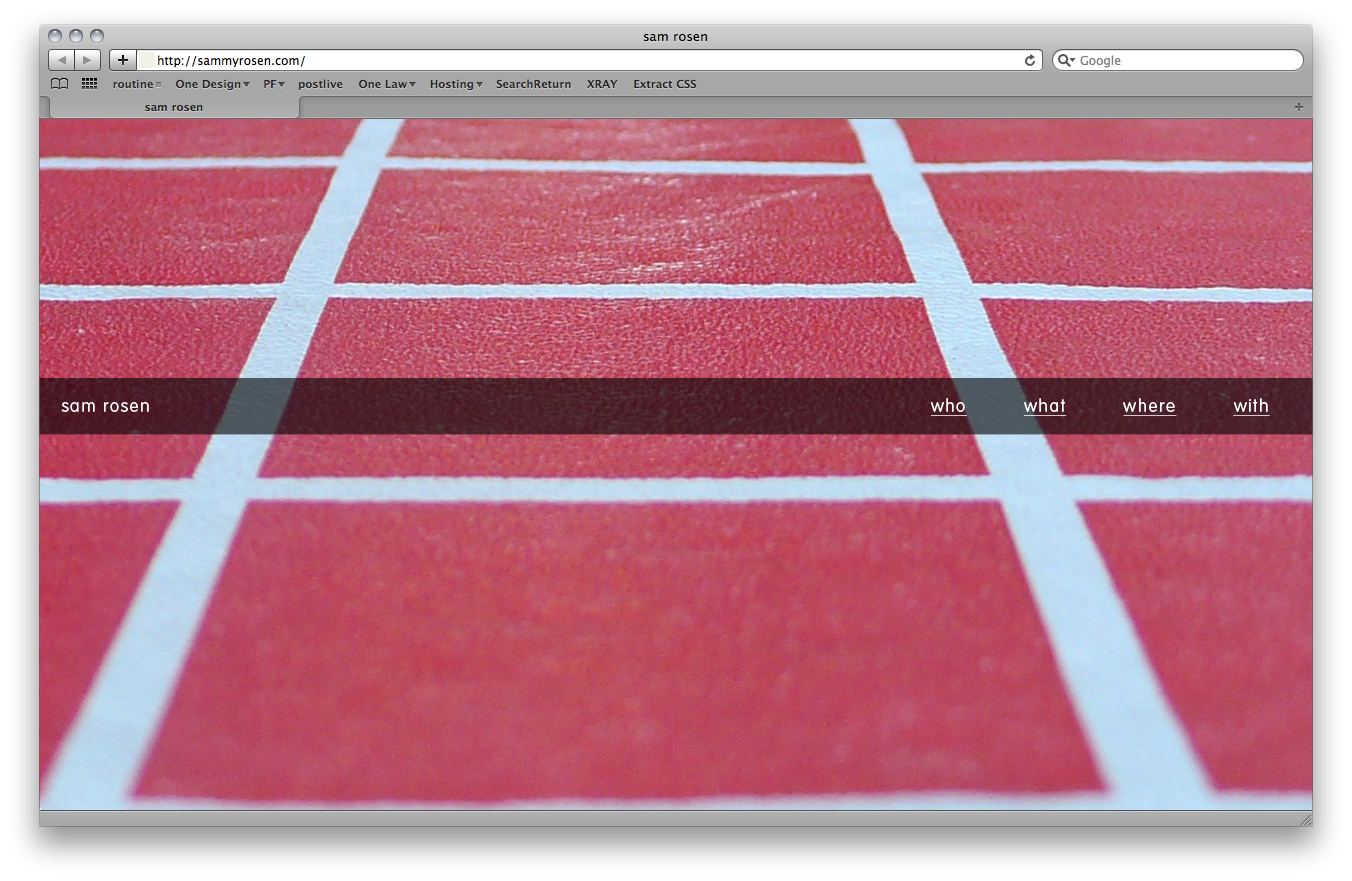 sam rosen
http://sammyrosen.com/
Google
routine One Design PF postlive One Law Hosting SearchReturn XRAY Extract CSS
sam rosen
sam rosen who what where with